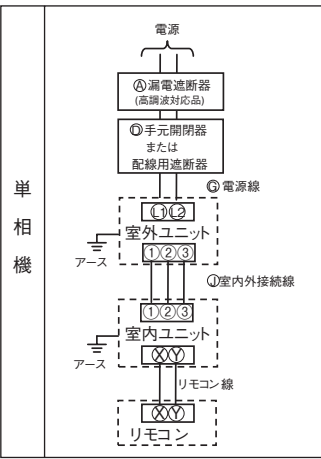 単相機
電源
Ⓐ漏電遮断器
(高調波対応品)
Ⓓ手元開閉器
または
配線用遮断器
Ⓖ電源線
L1 L2
室外ユニット
アース
①②③
Ⓙ室内外接続線
①②③
室内ユニット
アース
ⓍⓎ
リモコン線
ⓍⓎ
リモコン